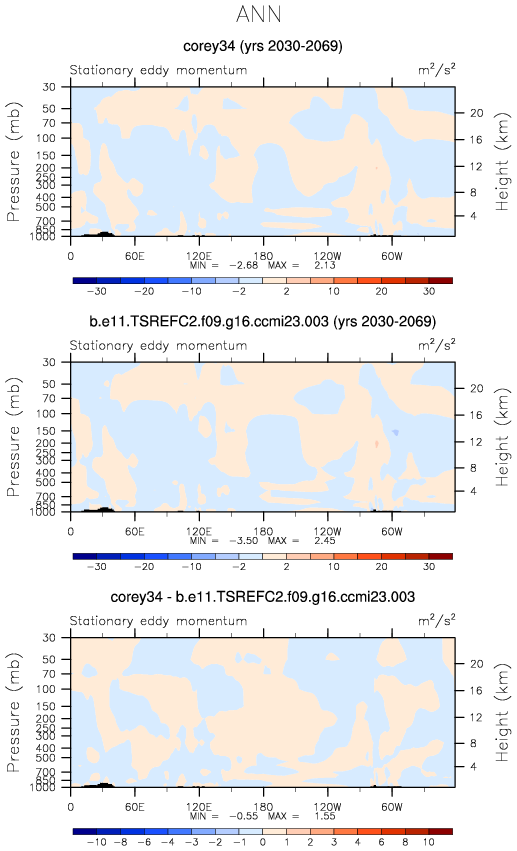 ANN
corey34 (yrs 2030-2069)
Stationary eddy momentum m²/s²
30
50
70
100
150
200
250
300
400
500
700
850
1000
Pressure (mb)
20
16
12
8
4
Height (km)
0 60E 120E 180 120W 60W
MIN = -2.68 MAX = 2.13
-30 -20 -10 -5 -2 2 5 10 20 30
b.e11.TSREFC2.f09.g16.ccmi23.003 (yrs 2030-2069)
Stationary eddy momentum m²/s²
30
50
70
100
150
200
250
300
400
500
700
850
1000
Pressure (mb)
20
16
12
8
4
Height (km)
0 60E 120E 180 120W 60W
MIN = -3.50 MAX = 2.45
-30 -20 -10 -5 -2 2 5 10 20 30
corey34 - b.e11.TSREFC2.f09.g16.ccmi23.003
Stationary eddy momentum m²/s²
30
50
70
100
150
200
250
300
400
500
700
850
1000
Pressure (mb)
20
16
12
8
4
Height (km)
0 60E 120E 180 120W 60W
MIN = -0.55 MAX = 1.55
-10 -8 -6 -4 -3 -2 -1 0 1 2 3 4 6 8 10